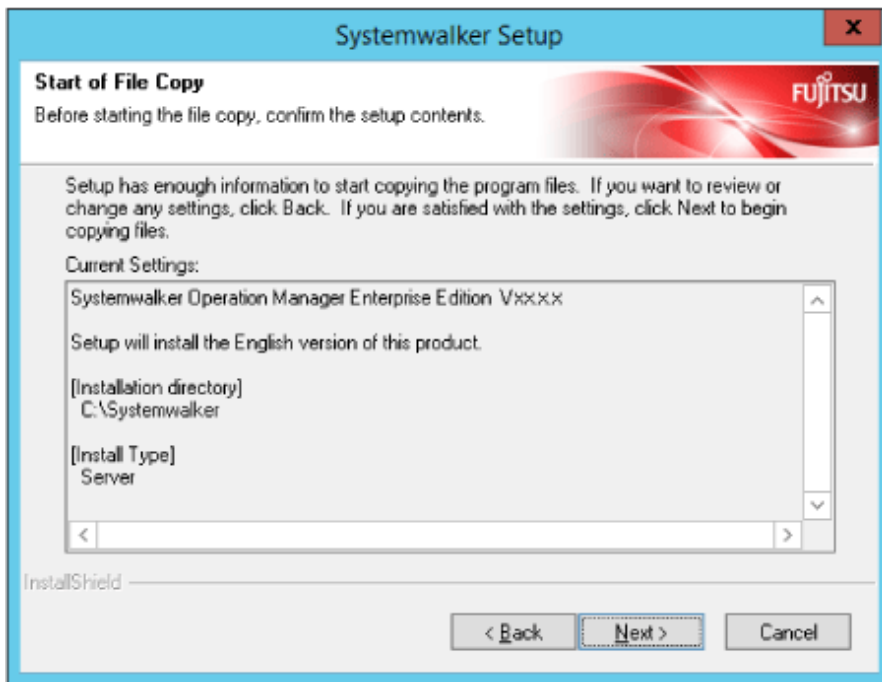 Systemwalker Setup
x
Start of File Copy
Before starting the file copy, confirm the setup contents.
FUJITSU
Setup has enough information to start copying the program files. If you want to review or
change any settings, click Back. If you are satisfied with the settings, click Next to begin
copying files.
Current Settings:
Systemwalker Operation Manager Enterprise Edition Vxxxx
Setup will install the English version of this product.
[Installation directory]
C:\Systemwalker
[Install Type]
Server
InstallShield
< Back
Next >
Cancel